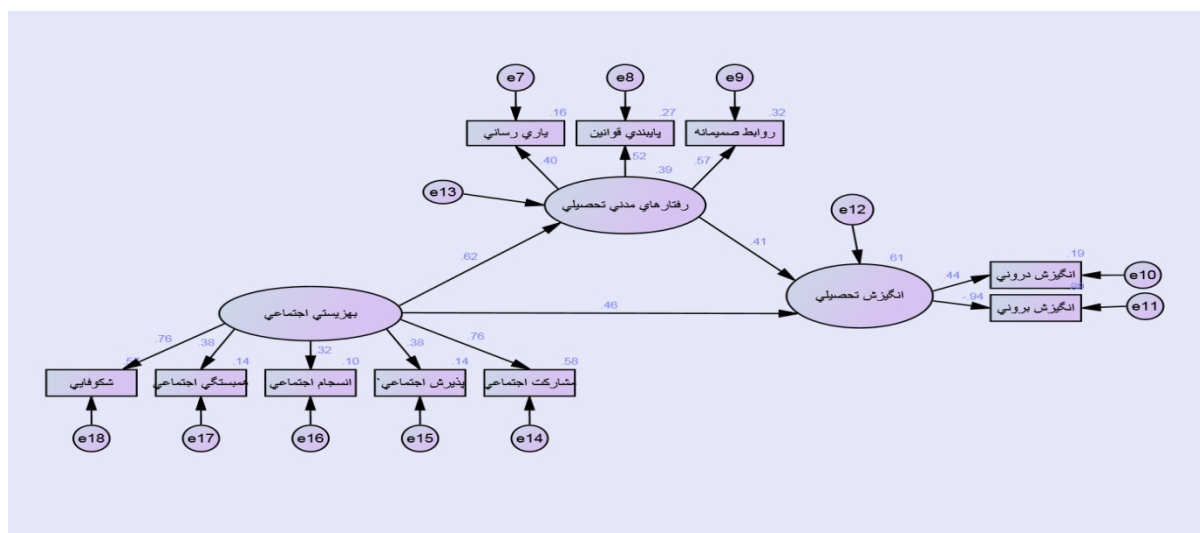 e7
e8
e9
.16
.27
.32
ياري رساني
پايبندي قوانين
روابط صميمانه
.40
.52
.39
.57
e13
رفتارهاي مدني تحصيلي
e12
.41
.61
.62
.19
.44
انگيزش دروني
e10
انگيزش تحصيلي
-.94
انگيزش بروني
e11
.46
بهزيستي اجتماعي
.76
.38
.32
.38
.76
.14
.10
.14
.58
شكوفايي
همبستگي اجتماعي
انسجام اجتماعي
پذيرش اجتماعي`
مشاركت اجتماعي
e18
e17
e16
e15
e14